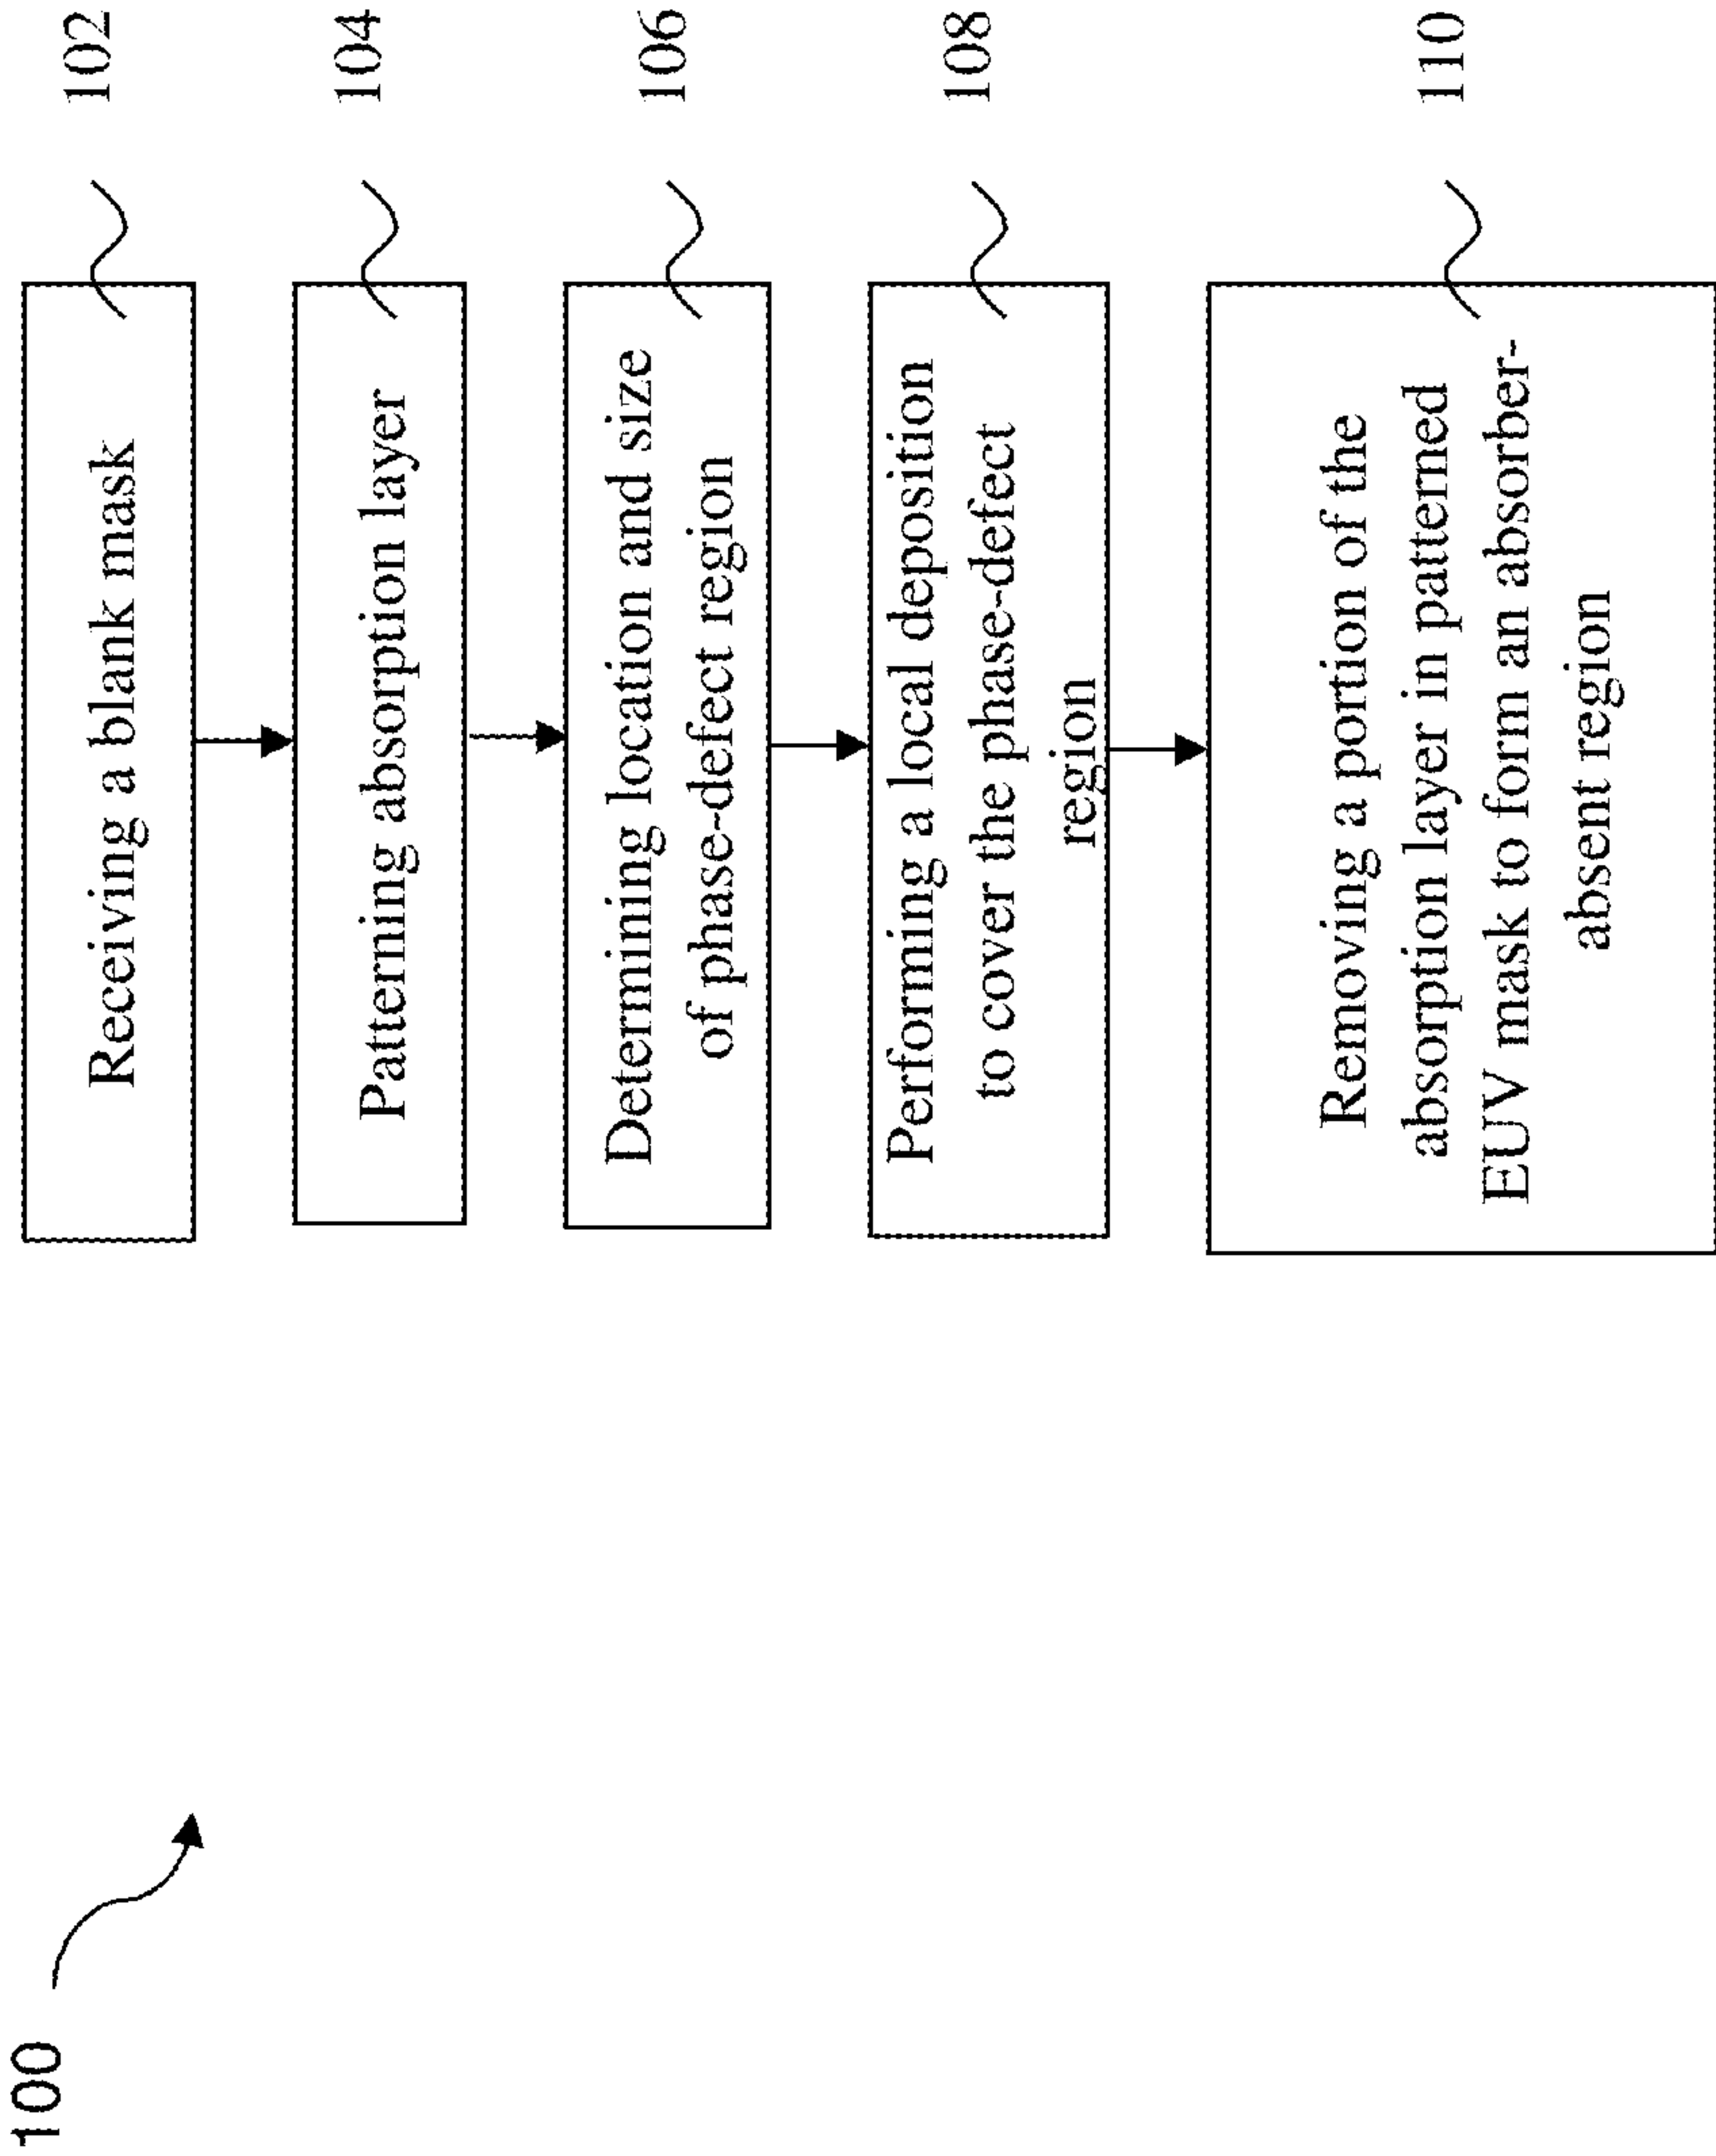 100
Receiving a blank mask
102
Patterning absorption layer
104
Determining location and size
of phase-defect region
106
Performing a local deposition
to cover the phase-defect
region
108
Removing a portion of the
absorption layer in patterned
EUV mask to form an absorber-
absent region
110